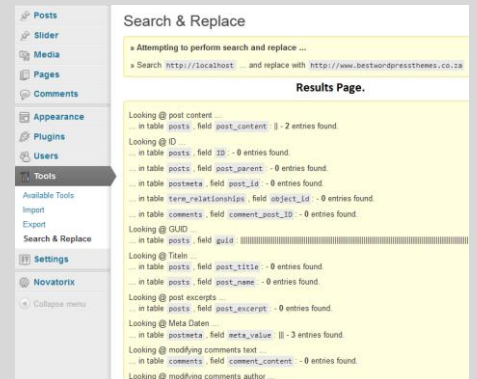 Posts
Slider
Media
Pages
Comments
Appearance
Plugins
Users
Tools
Available Tools
Import
Export
Search & Replace
Settings
Novatorix
Collapse menu
Search & Replace
» Attempting to perform search and replace ...
» Search http://localhost ... and replace with http://www.bestwordpressthemes.co.za
Results Page.
Looking @ post content ...
... in table posts , field post_content : || - 2 entries found.
Looking @ ID ...
... in table posts , field ID : - 0 entries found.
... in table posts , field post_parent : - 0 entries found.
... in table postmeta , field post_id : - 0 entries found.
... in table term_relationships , field object_id : - 0 entries found.
... in table comments , field comment_post_ID : - 0 entries found.
Looking @ GUID ...
... in table posts , field guid :
Looking @ Titeln ...
... in table posts , field post_title : - 0 entries found.
... in table posts , field post_name : - 0 entries found.
Looking @ post excerpts ...
... in table posts , field post_excerpt : - 0 entries found.
Looking @ Meta Daten ...
... in table postmeta , field meta_value : ||| - 3 entries found.
Looking @ modifying comments text ...
... in table comments , field comment_content : - 0 entries found.
Looking @ modifying comments author ...